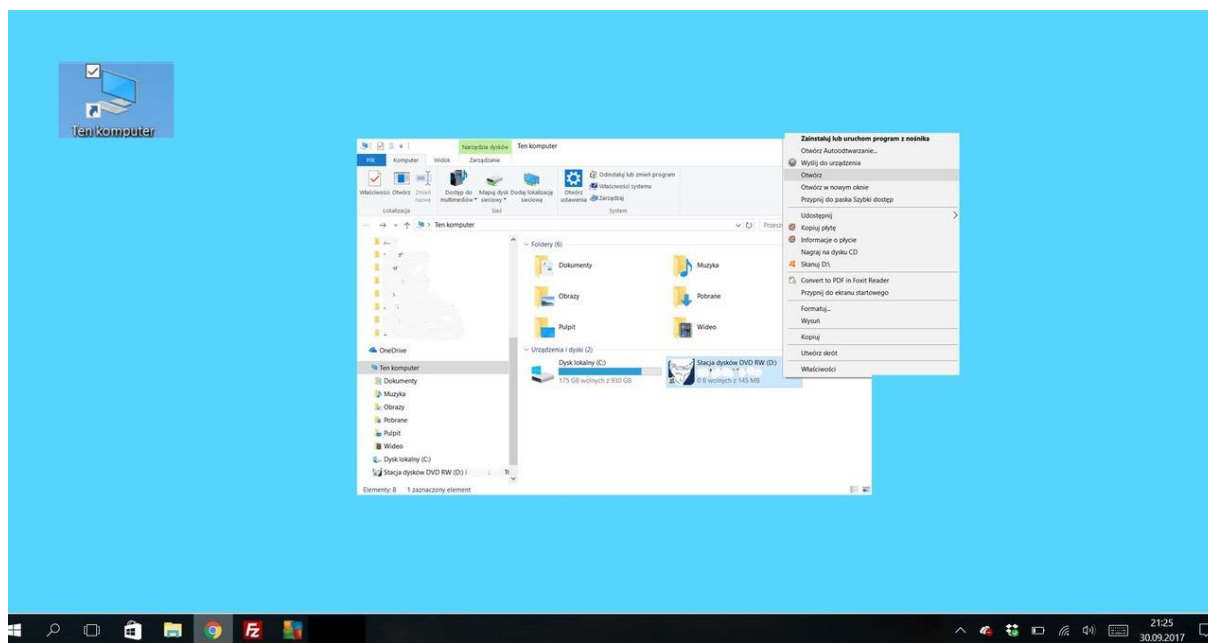 Ten komputer
Narzędzia dysków Ten komputer
Plik Komputer Widok Zarządzanie
Właściwości Otwórz Zmień nazwę
Dostęp do multimediów Mapuj dysk sieciowy Dodaj lokalizację sieciową
Otwórz ustawienia
Odinstaluj lub zmień program
Właściwości systemu
Zarządzaj
Lokalizacja Sieć System
Ten komputer
OneDrive
Ten komputer
Dokumenty
Muzyka
Obrazy
Pobrane
Pulpit
Wideo
Dysk lokalny (C:)
Stacja dysków DVD RW (D:)
Foldery (6)
Dokumenty
Muzyka
Obrazy
Pobrane
Pulpit
Wideo
Urządzenia i dyski (2)
Dysk lokalny (C:)
175 GB wolnych z 930 GB
Stacja dysków DVD RW (D:)
0 B wolnych z 145 MB
Elementy: 8 1 zaznaczony element
Zainstaluj lub uruchom program z nośnika
Otwórz Autoodtwarzanie...
Wyślij do urządzenia
Otwórz
Otwórz w nowym oknie
Przypnij do paska Szybki dostęp
Udostępnij
Kopiuj płytę
Informacje o płycie
Nagraj na dysku CD
Skanuj D:\
Convert to PDF in Foxit Reader
Przypnij do ekranu startowego
Formatuj...
Wysuń
Kopiuj
Utwórz skrót
Właściwości
21:25
30.09.2017